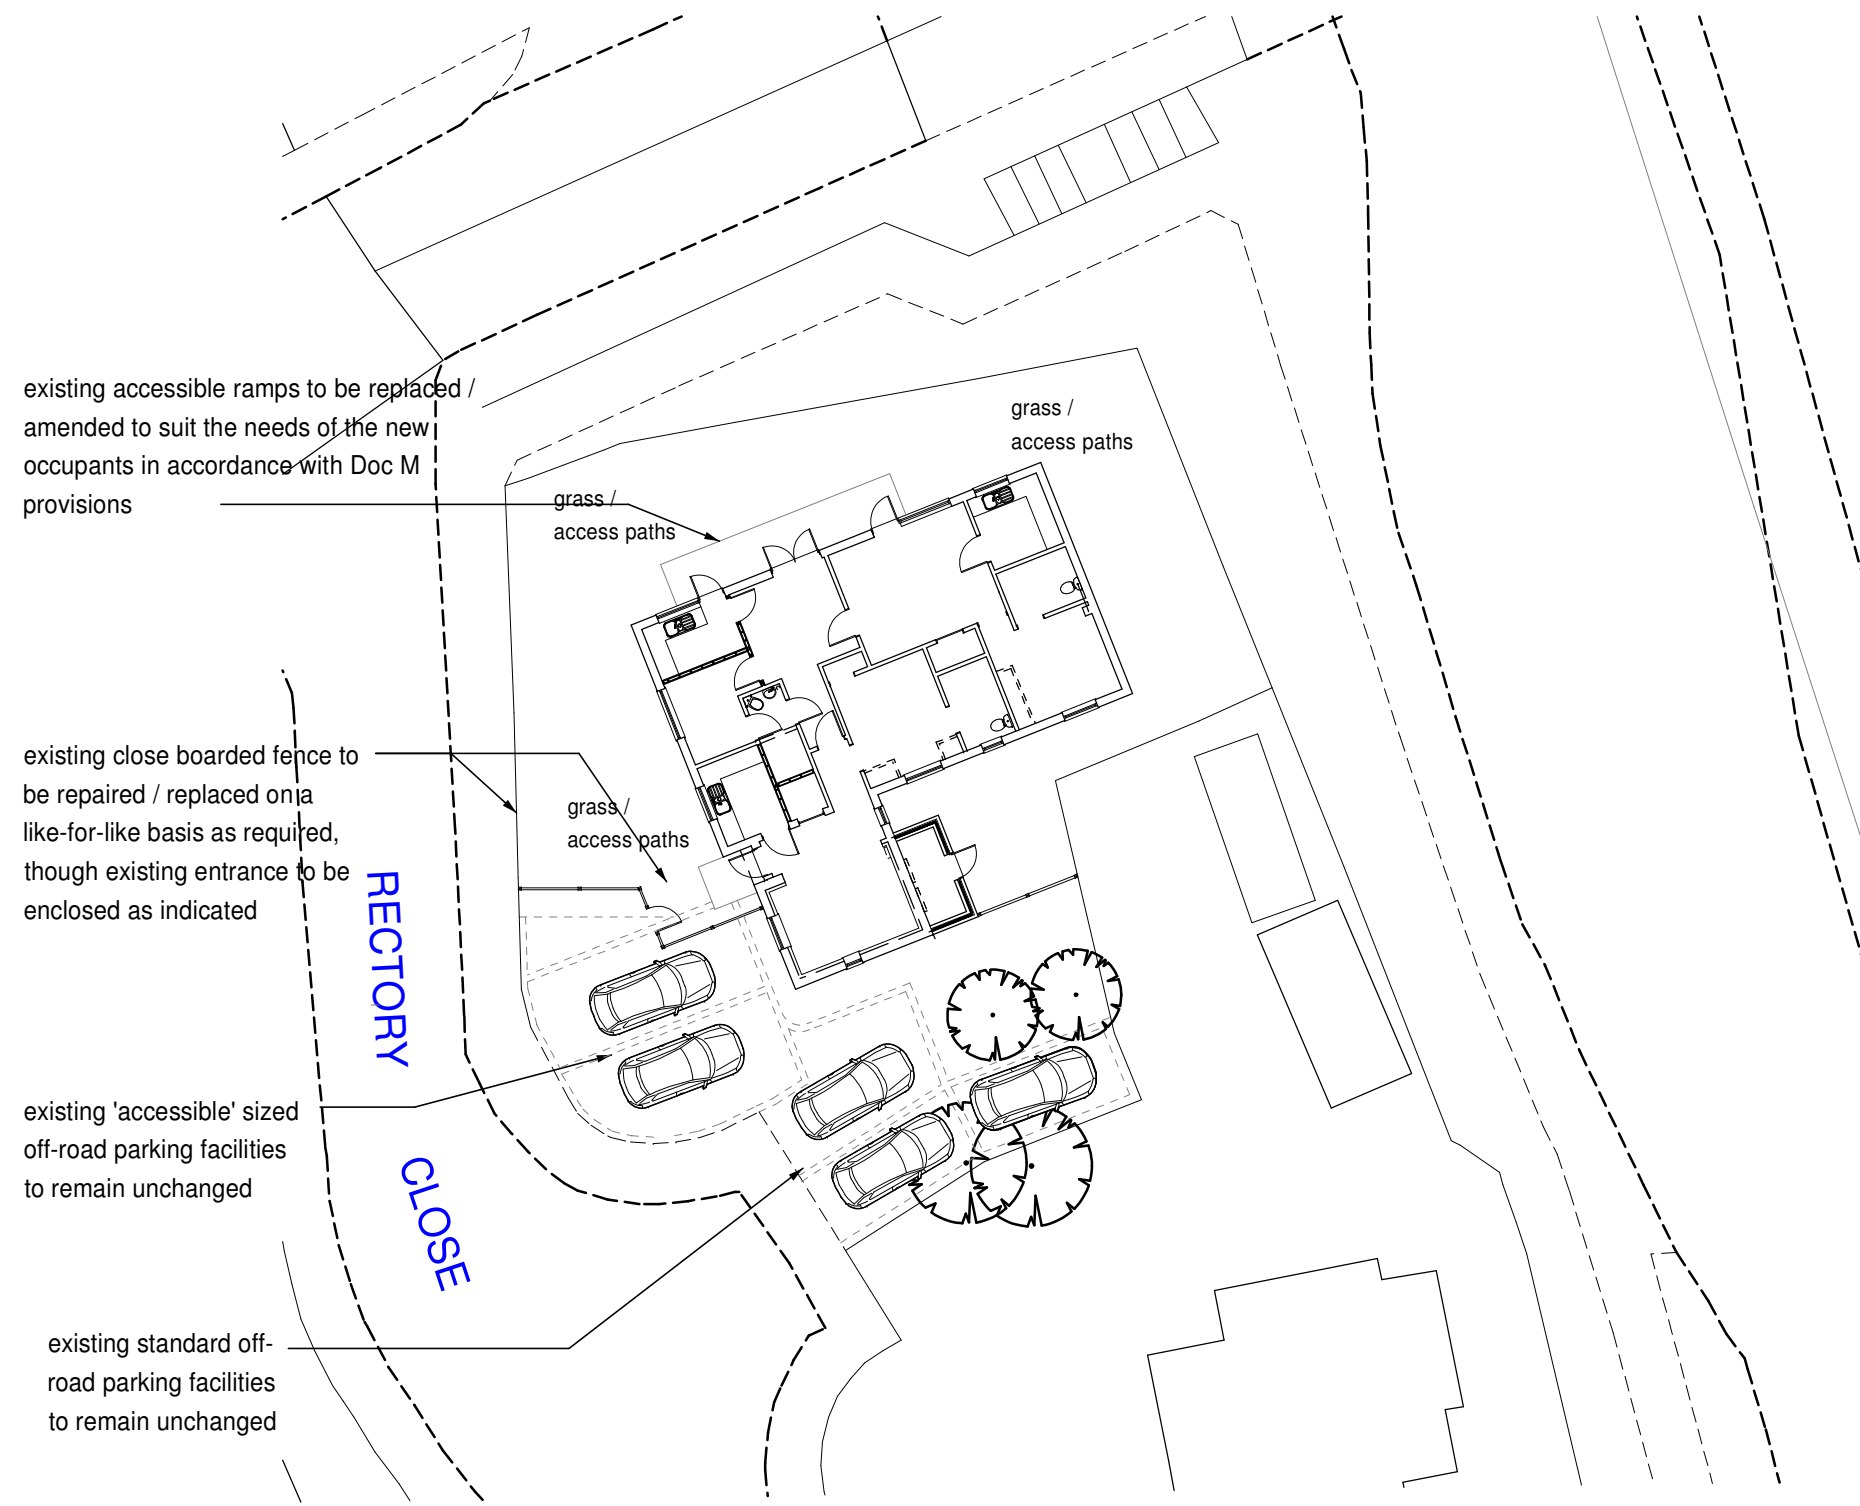 existing accessible ramps to be replaced /
amended to suit the needs of the new
occupants in accordance with Doc M
provisions
grass /
access paths
grass /
access paths
existing close boarded fence to
be repaired / replaced on a
like-for-like basis as required,
though existing entrance to be
enclosed as indicated
grass /
access paths
RECTORY
CLOSE
existing 'accessible' sized
off-road parking facilities
to remain unchanged
existing standard off-
road parking facilities
to remain unchanged